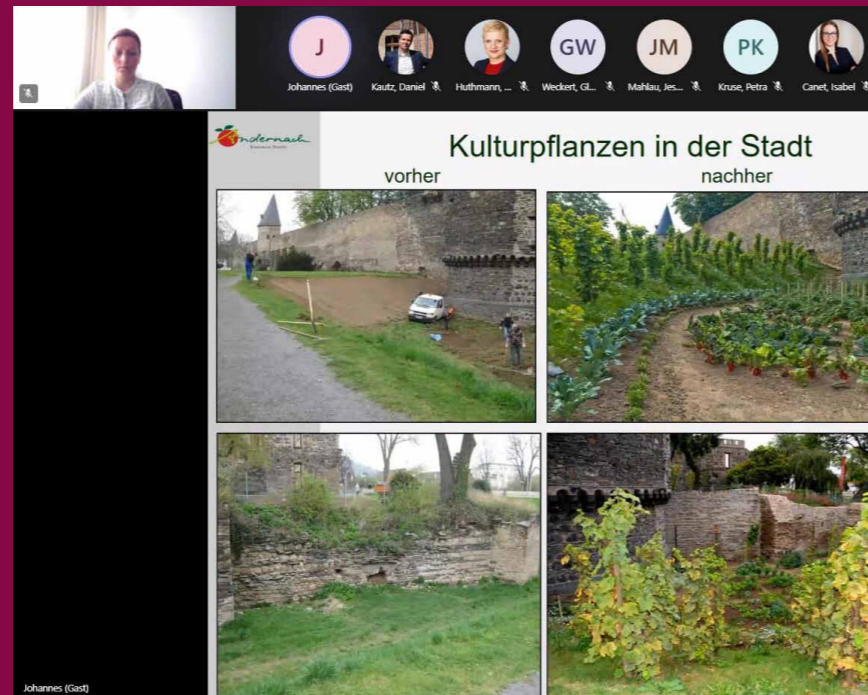 J
GW
JM
PK
Johannes (Gast)
Kautz, Daniel
Huthmann, ...
Weckert, Gl...
Mahlau, Jes...
Kruse, Petra
Canet, Isabel
Andernach
Kulturpflanzen in der Stadt
vorher
nachher
Johannes (Gast)